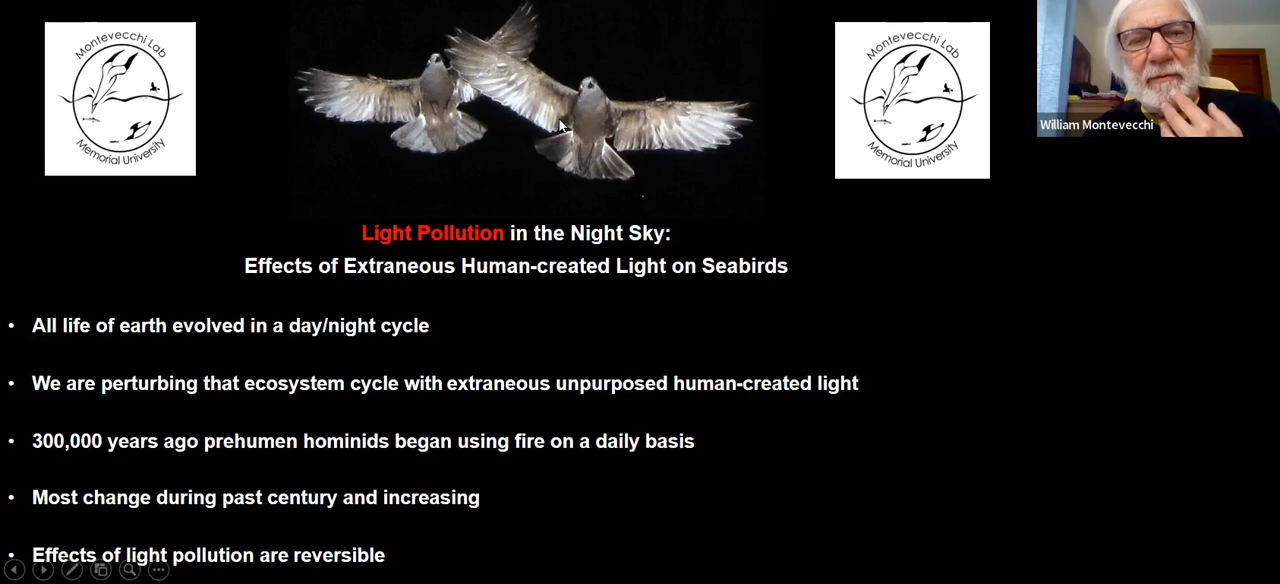 Montevecchi Lab
Memorial University
Montevecchi Lab
Memorial University
William Montevecchi
Light Pollution in the Night Sky:
Effects of Extraneous Human-created Light on Seabirds
• All life of earth evolved in a day/night cycle
• We are perturbing that ecosystem cycle with extraneous unpurposed human-created light
• 300,000 years ago prehumen hominids began using fire on a daily basis
• Most change during past century and increasing
• Effects of light pollution are reversible